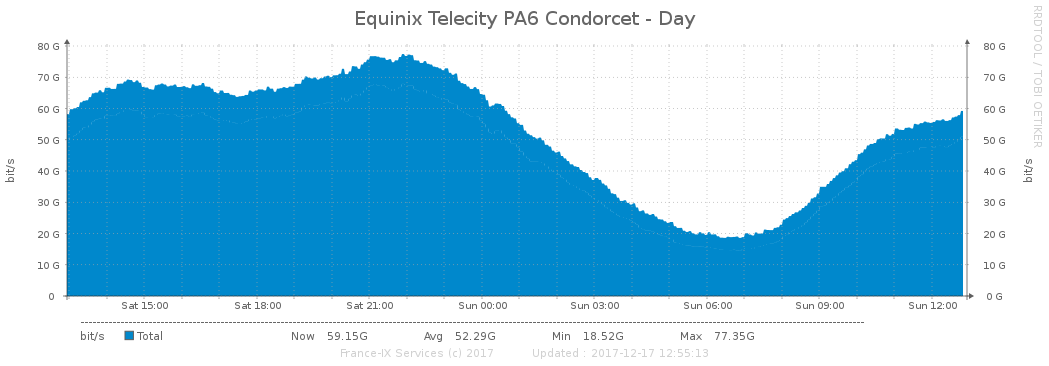 Equinix Telecity PA6 Condorcet - Day
RRDTOOL / TOBI OETIKER
80 G 80 G
70 G 70 G
60 G 60 G
50 G 50 G
40 G 40 G
30 G 30 G
20 G 20 G
10 G 10 G
0 0 G
bit/s bit/s
Sat 15:00 Sat 18:00 Sat 21:00 Sun 00:00 Sun 03:00 Sun 06:00 Sun 09:00 Sun 12:00
bit/s Total Now 59.15G Avg 52.29G Min 18.52G Max 77.35G
France-IX Services (c) 2017 Updated : 2017-12-17 12:55:13